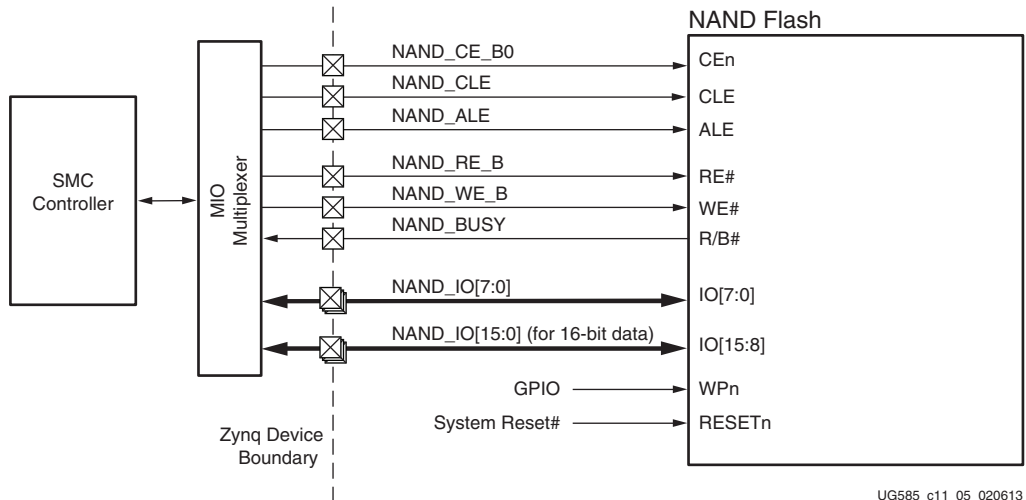 NAND Flash
NAND_CE_B0
CEn
NAND_CLE
CLE
NAND_ALE
ALE
NAND_RE_B
RE#
SMC
Controller
MIO
Multiplexer
NAND_WE_B
WE#
NAND_BUSY
R/B#
NAND_IO[7:0]
IO[7:0]
NAND_IO[15:0] (for 16-bit data)
IO[15:8]
GPIO
WPn
System Reset#
RESETn
Zynq Device
Boundary
UG585_c11_05_020613